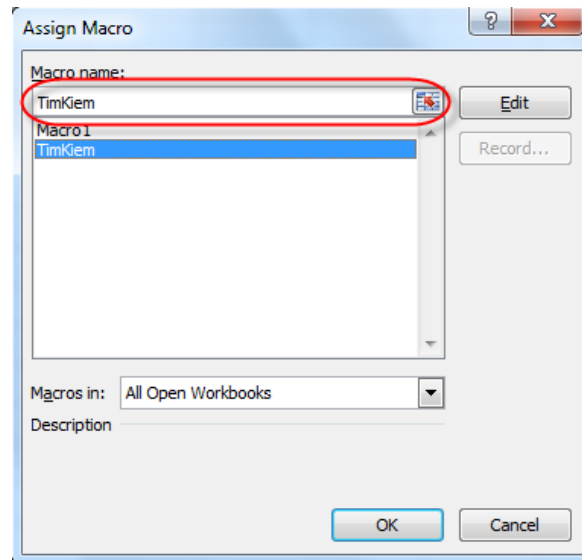 Assign Macro
?
X
Macro name:
TimKiem
Edit
Macro1
TimKiem
Record...
Macros in: All Open Workbooks
Description
OK
Cancel